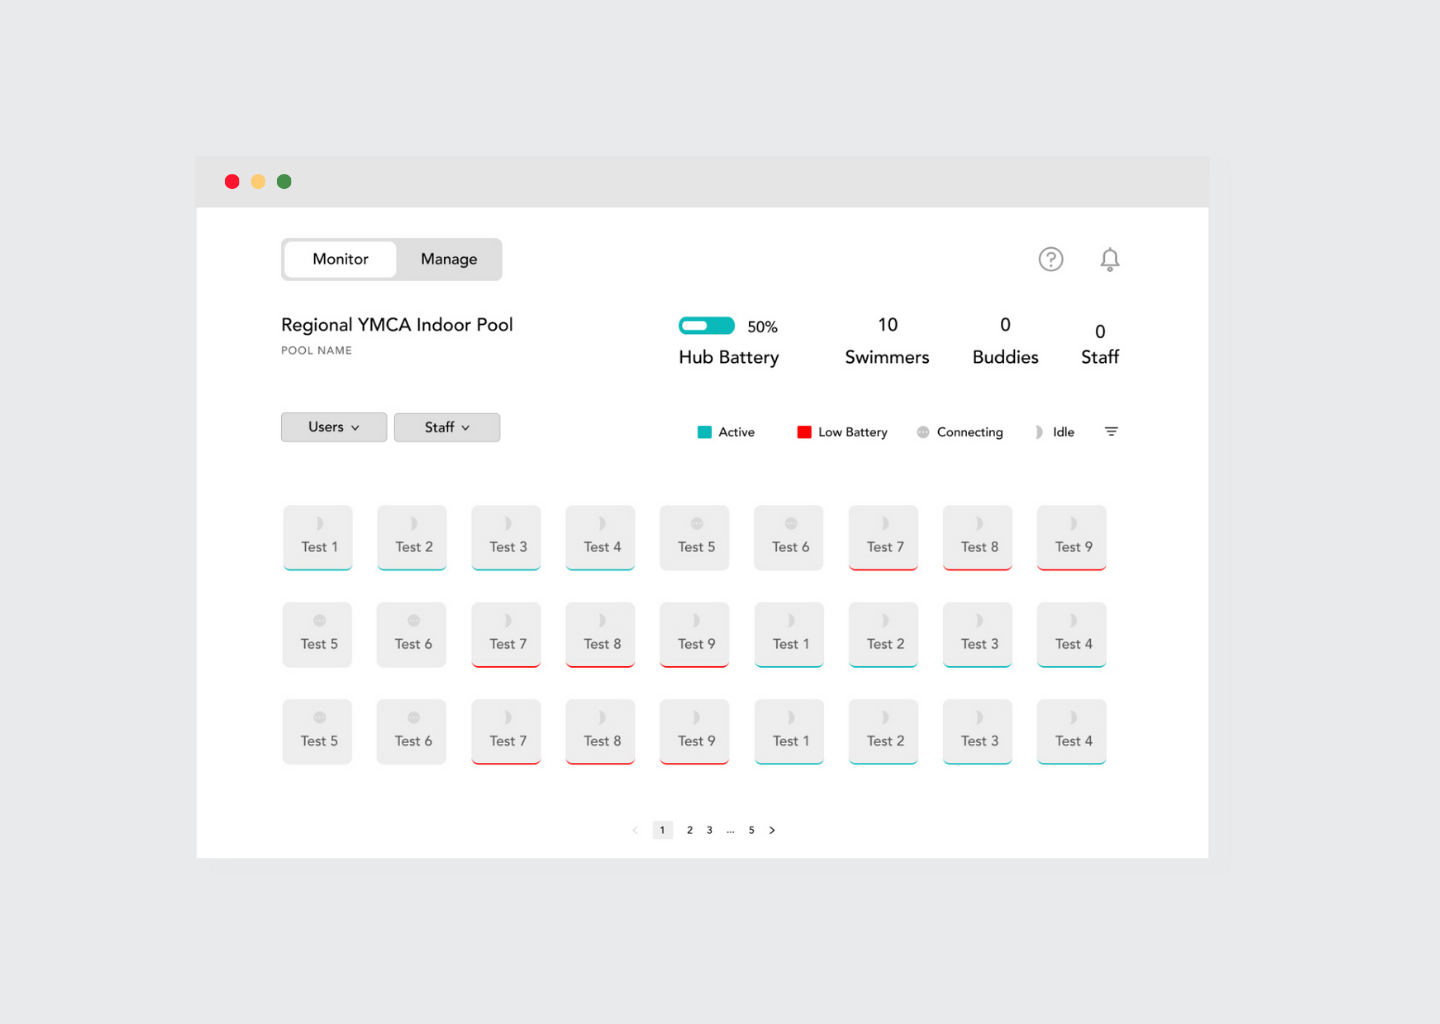 Monitor Manage
Regional YMCA Indoor Pool
POOL NAME
50%
Hub Battery
10
Swimmers
0
Buddies
0
Staff
Users Staff
Active Low Battery Connecting Idle
Test 1 Test 2 Test 3 Test 4 Test 5 Test 6 Test 7 Test 8 Test 9
Test 5 Test 6 Test 7 Test 8 Test 9 Test 1 Test 2 Test 3 Test 4
Test 5 Test 6 Test 7 Test 8 Test 9 Test 1 Test 2 Test 3 Test 4
< 1 2 3 ... 5 >